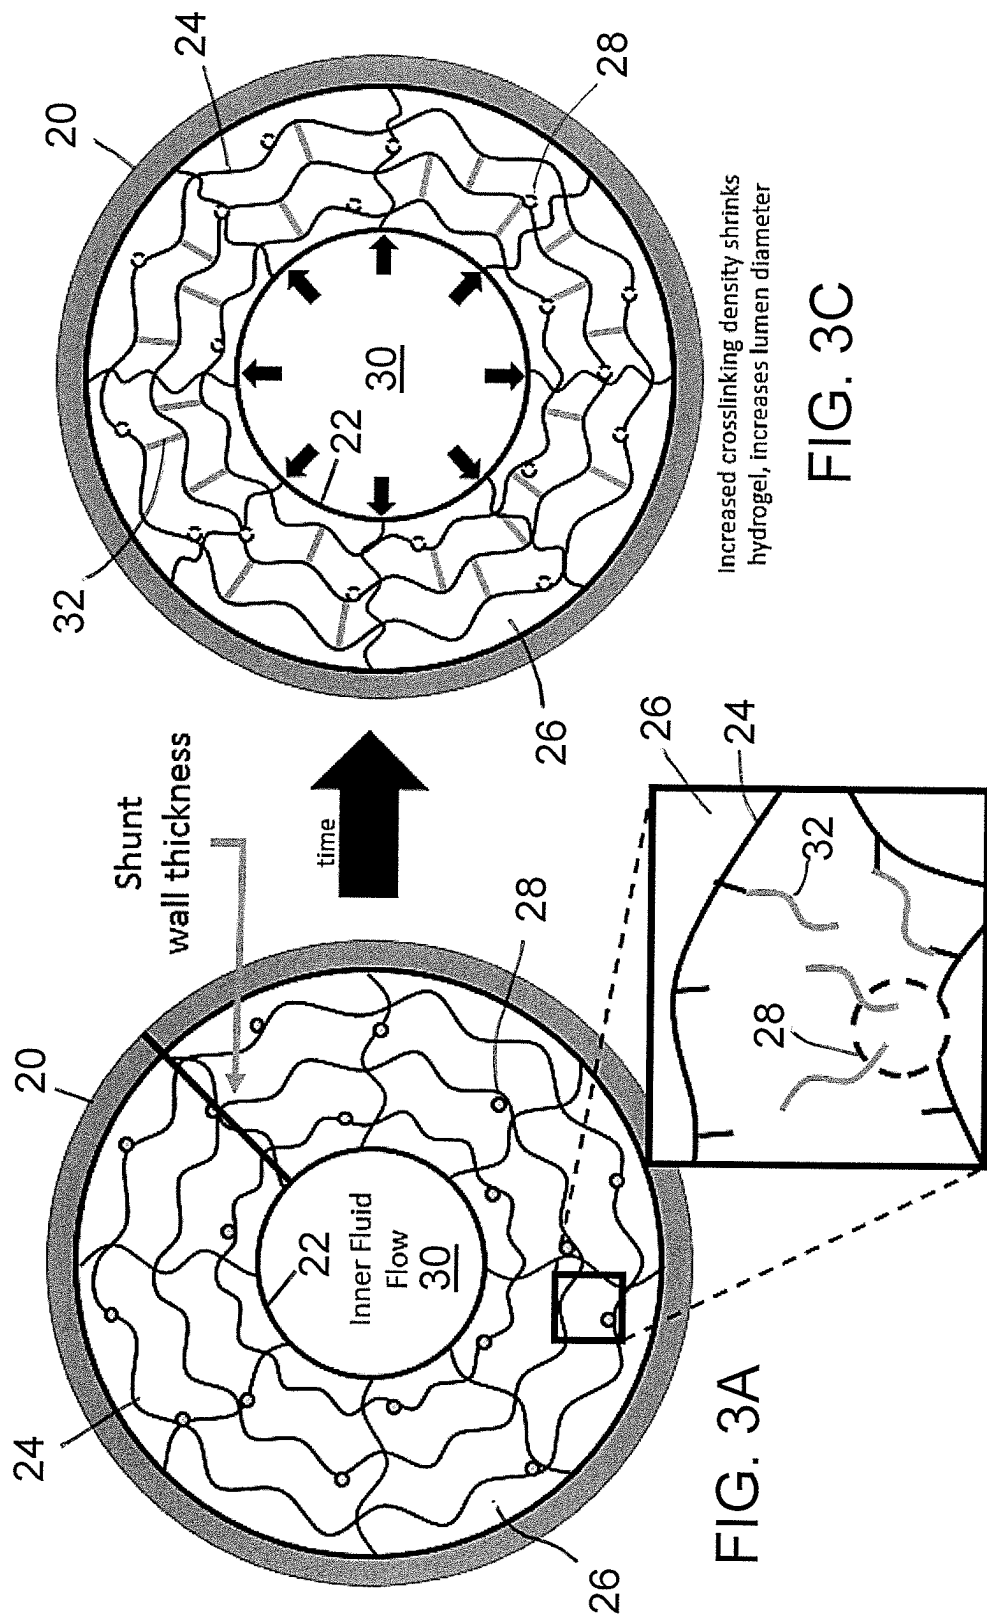 20
24
Shunt
wall thickness
22
Inner Fluid
Flow
30
28
26
FIG. 3A
time
26
24
32
28
20
24
32
22
30
28
26
Increased crosslinking density shrinks
hydrogel, increases lumen diameter
FIG. 3C